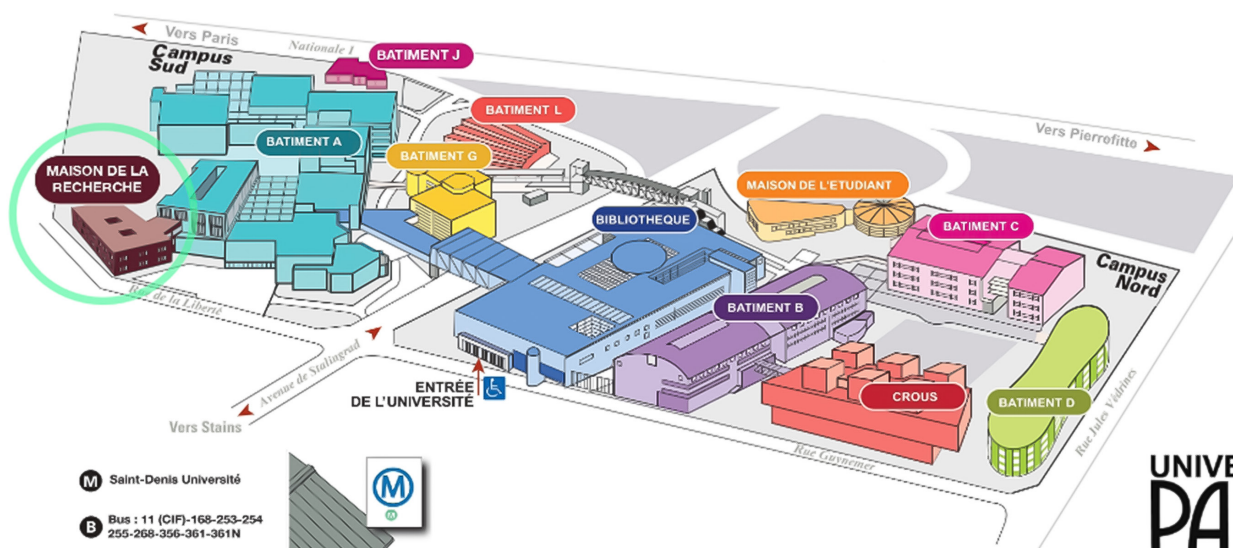 Vers Paris
Nationale 1
Campus
Sud
BATIMENT J
BATIMENT L
Vers Pierrefitte
BATIMENT A
BATIMENT G
MAISON DE LA
RECHERCHE
MAISON DE L'ETUDIANT
BIBLIOTHEQUE
BATIMENT C
Campus
Nord
Rue de la Liberté
BATIMENT B
Avenue de Stalingrad
ENTRÉE
DE L'UNIVERSITÉ
CROUS
BATIMENT D
Rue Jules Védrines
Vers Stains
Rue Guynemer
M Saint-Denis Université
M
B Bus : 11 (CIF)-168-253-254
255-268-356-361-361N
UNIVE
PA